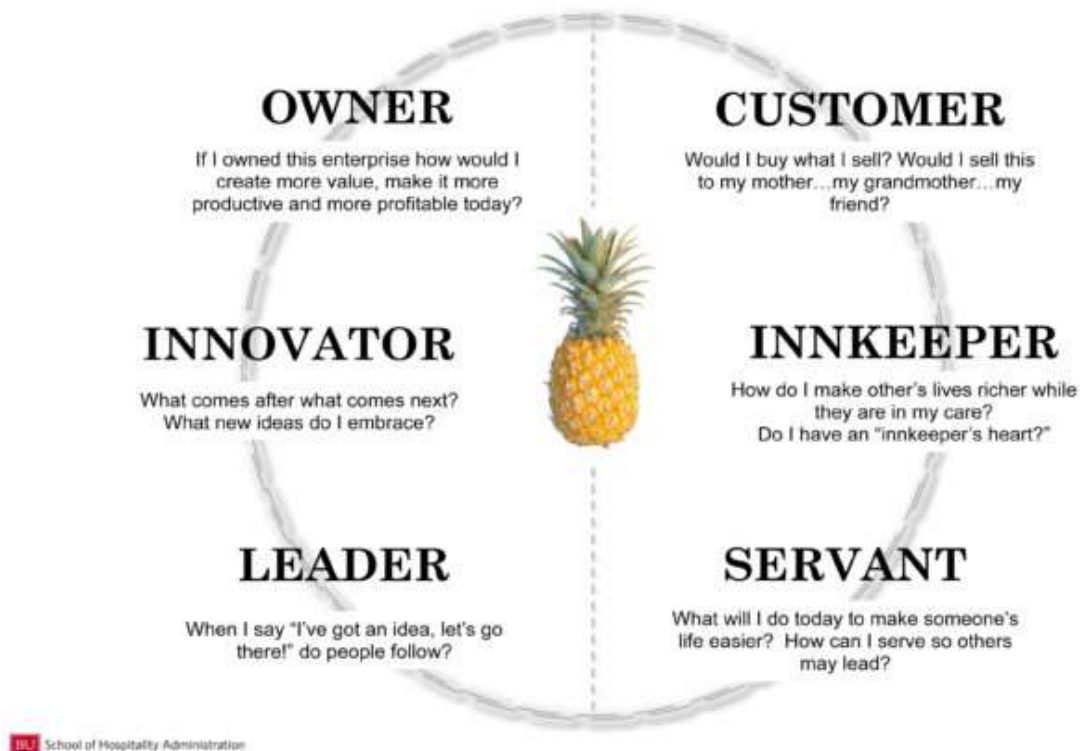 OWNER
If I owned this enterprise how would I
create more value, make it more
productive and more profitable today?
CUSTOMER
Would I buy what I sell? Would I sell this
to my mother...my grandmother...my
friend?
INNOVATOR
What comes after what comes next?
What new ideas do I embrace?
INNKEEPER
How do I make other's lives richer while
they are in my care?
Do I have an “innkeeper's heart?”
LEADER
When I say “I've got an idea, let's go
there!” do people follow?
SERVANT
What will I do today to make someone's
life easier?  How can I serve so others
may lead?
BU School of Hospitality Administration